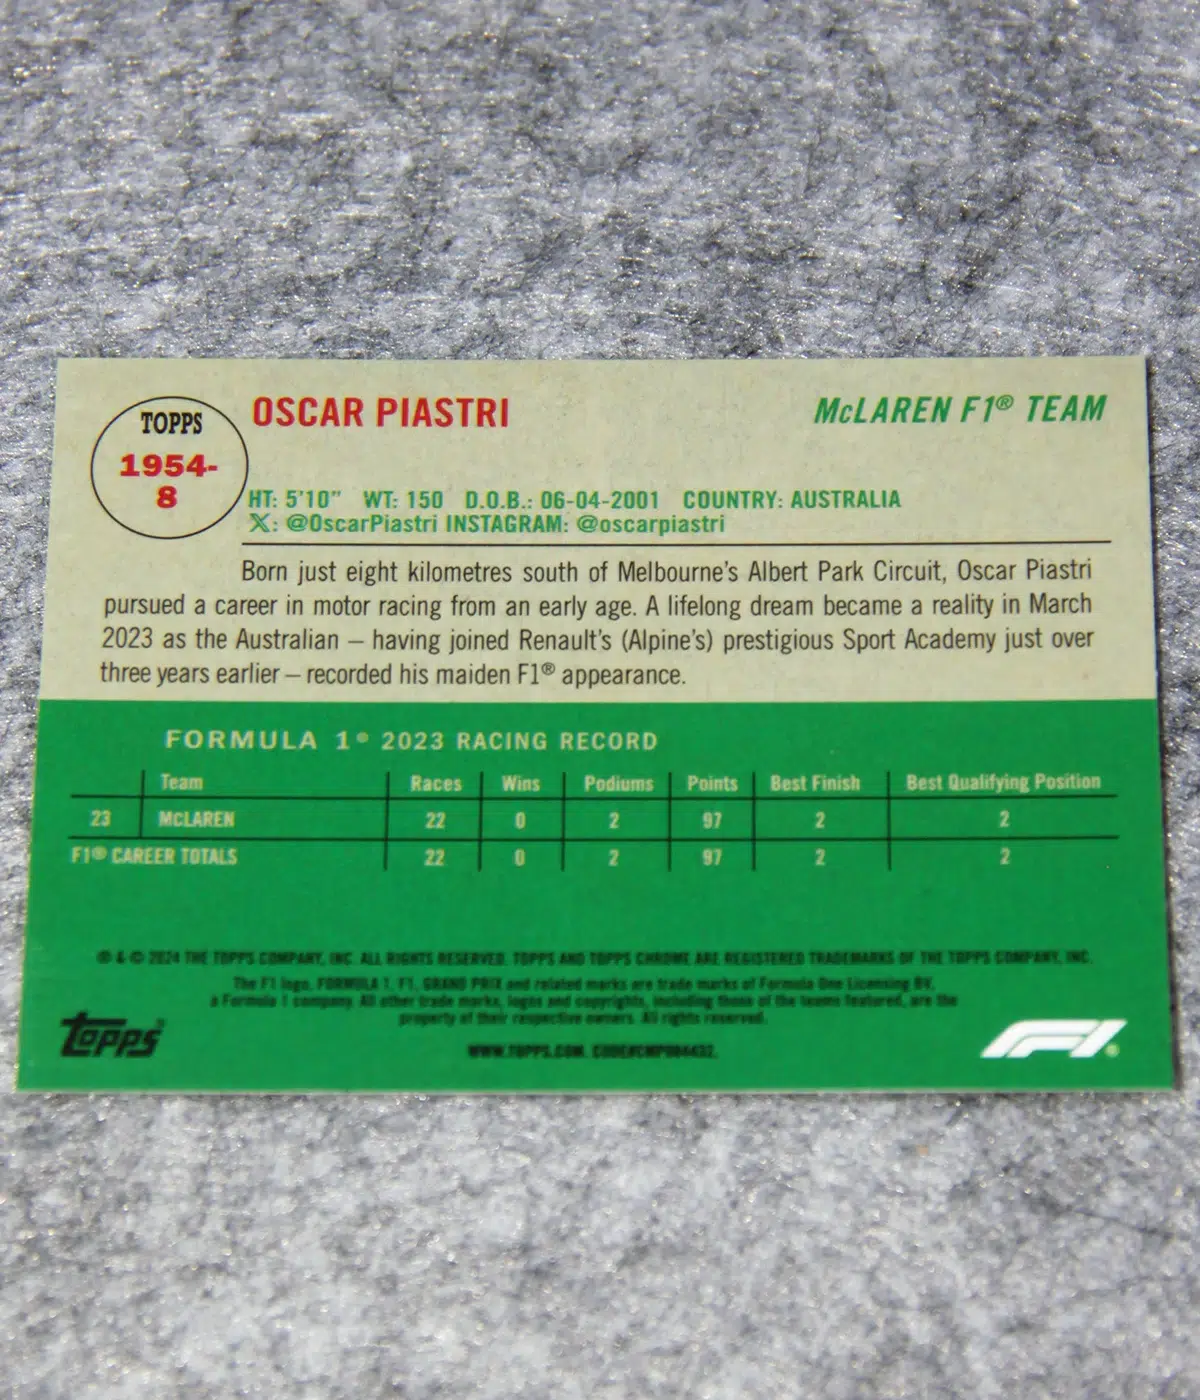 TOPPS
1954-
8
OSCAR PIASTRI
McLAREN F1® TEAM
HT: 5'10" WT: 150 D.O.B.: 06-04-2001 COUNTRY: AUSTRALIA
𝕏: @OscarPiastri INSTAGRAM: @oscarpiastri
Born just eight kilometres south of Melbourne's Albert Park Circuit, Oscar Piastri
pursued a career in motor racing from an early age. A lifelong dream became a reality in March
2023 as the Australian – having joined Renault's (Alpine's) prestigious Sport Academy just over
three years earlier – recorded his maiden F1® appearance.
FORMULA 1® 2023 RACING RECORD
Team Races Wins Podiums Points Best Finish Best Qualifying Position
23 McLAREN 22 0 2 97 2 2
F1® CAREER TOTALS 22 0 2 97 2 2
® & © 2024 THE TOPPS COMPANY, INC. ALL RIGHTS RESERVED. TOPPS AND TOPPS CHROME ARE REGISTERED TRADEMARKS OF THE TOPPS COMPANY, INC.
The F1 logo, FORMULA 1, F1, GRAND PRIX and related marks are trade marks of Formula One Licensing BV,
a Formula 1 company. All other trade marks, logos and copyrights, including those of the teams featured, are the
property of their respective owners. All rights reserved.
WWW.TOPPS.COM.
topps
F1